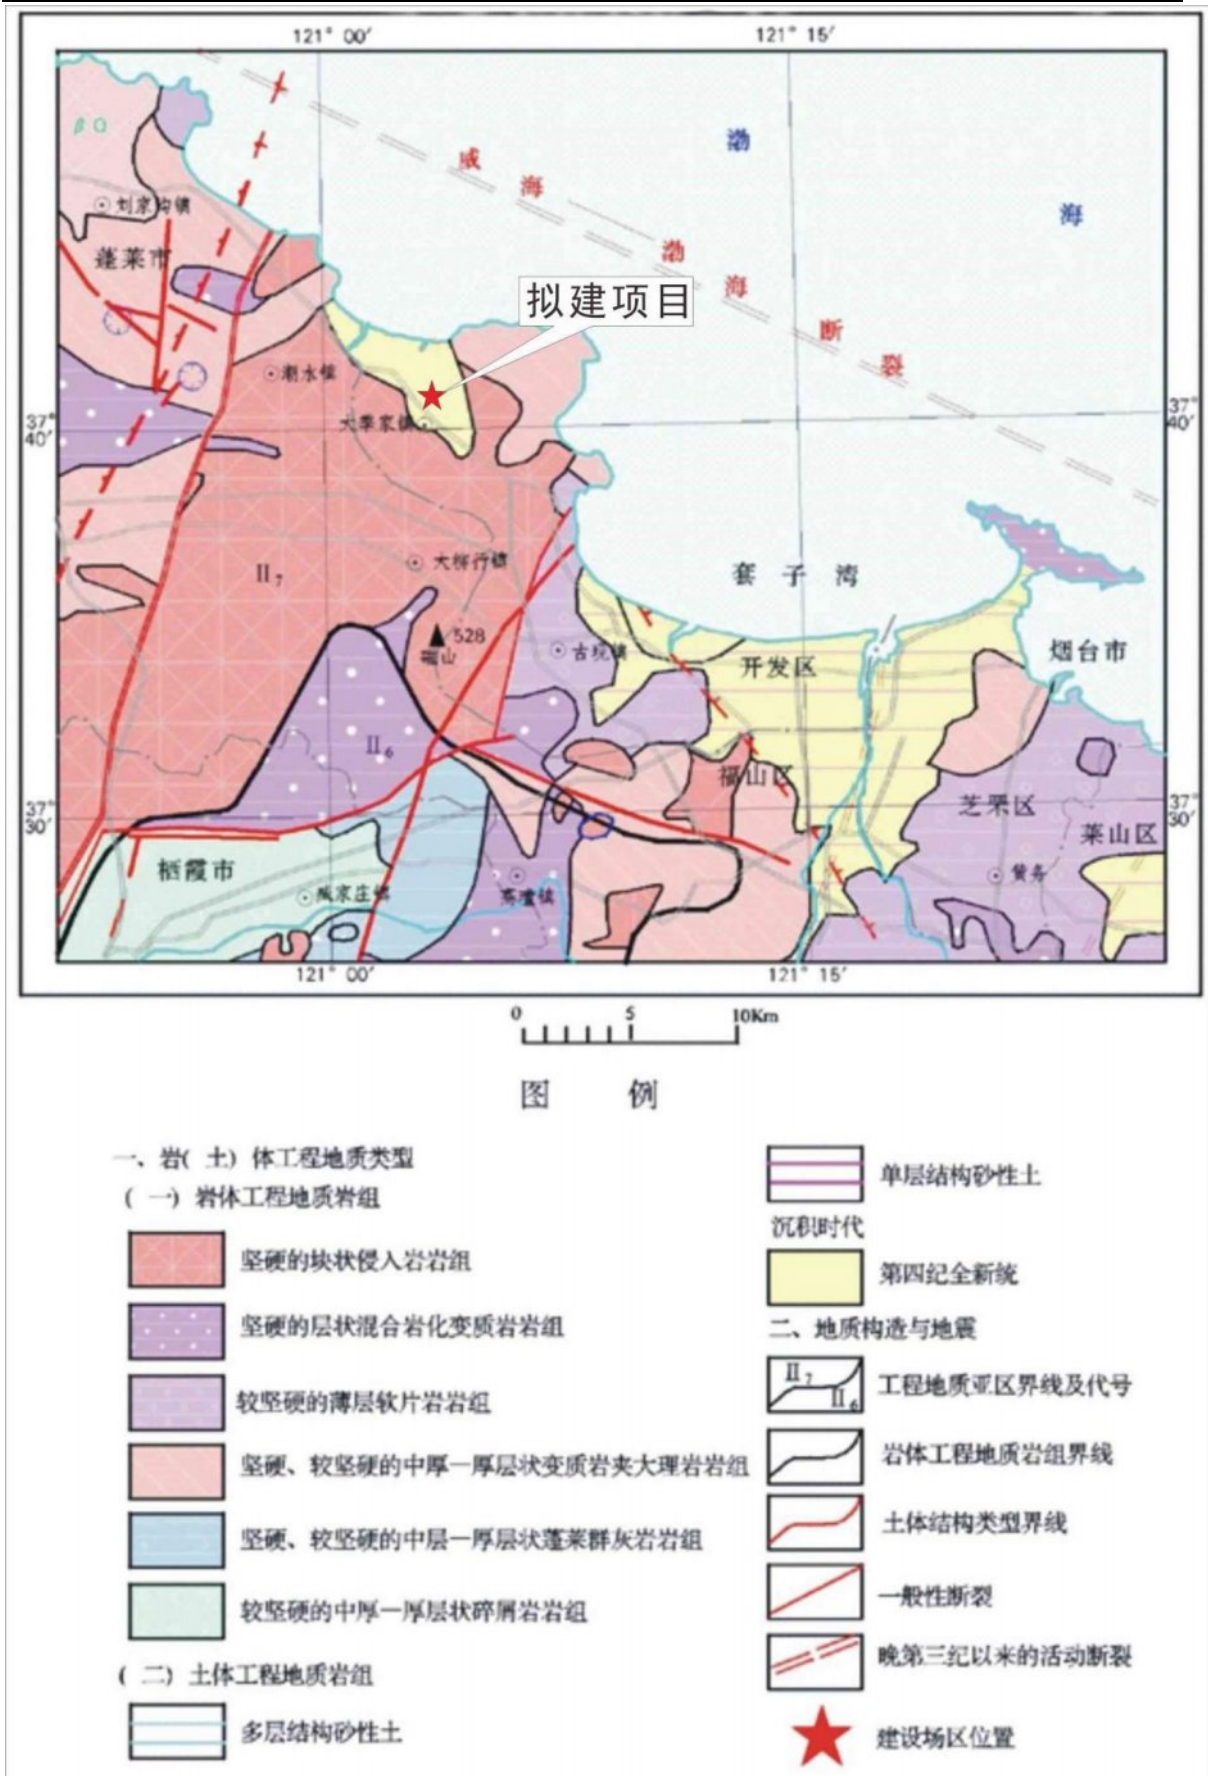 121° 00′
121° 15′
βQ
威
海
渤
海
断
裂
渤
海
刘家沟镇
蓬莱市
拟建项目
潮水镇
大季家镇
37°
40′
37°
40′
Ⅱ7
大柳行镇
528
套 子 湾
古现镇
开发区
烟台市
Ⅱ6
福山区
芝罘区
莱山区
37°
30′
37°
30′
栖霞市
臧家庄镇
高疃镇
黄务
121° 00′
121° 15′
0
5
10Km
图 例
一、岩( 土) 体工程地质类型
( 一) 岩体工程地质岩组
坚硬的块状侵入岩岩组
坚硬的层状混合岩化变质岩岩组
较坚硬的薄层软片岩岩组
坚硬、较坚硬的中厚一厚层状变质岩夹大理岩岩组
坚硬、较坚硬的中层一厚层状蓬莱群灰岩岩组
较坚硬的中厚一厚层状碎屑岩岩组
( 二) 土体工程地质岩组
多层结构砂性土
单层结构砂性土
沉积时代
第四纪全新统
二、地质构造与地震
Ⅱ7
Ⅱ6
工程地质亚区界线及代号
岩体工程地质岩组界线
土体结构类型界线
一般性断裂
晚第三纪以来的活动断裂
建设场区位置